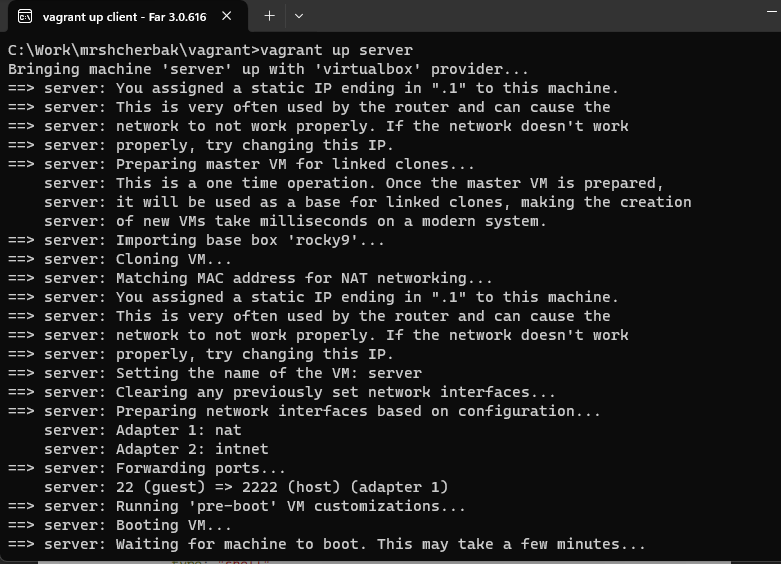 vagrant up client - Far 3.0.616
C:\Work\mrshcherbak\vagrant>vagrant up server
Bringing machine 'server' up with 'virtualbox' provider...
==> server: You assigned a static IP ending in ".1" to this machine.
==> server: This is very often used by the router and can cause the
==> server: network to not work properly. If the network doesn't work
==> server: properly, try changing this IP.
==> server: Preparing master VM for linked clones...
    server: This is a one time operation. Once the master VM is prepared,
    server: it will be used as a base for linked clones, making the creation
    server: of new VMs take milliseconds on a modern system.
==> server: Importing base box 'rocky9'...
==> server: Cloning VM...
==> server: Matching MAC address for NAT networking...
==> server: You assigned a static IP ending in ".1" to this machine.
==> server: This is very often used by the router and can cause the
==> server: network to not work properly. If the network doesn't work
==> server: properly, try changing this IP.
==> server: Setting the name of the VM: server
==> server: Clearing any previously set network interfaces...
==> server: Preparing network interfaces based on configuration...
    server: Adapter 1: nat
    server: Adapter 2: intnet
==> server: Forwarding ports...
    server: 22 (guest) => 2222 (host) (adapter 1)
==> server: Running 'pre-boot' VM customizations...
==> server: Booting VM...
==> server: Waiting for machine to boot. This may take a few minutes...